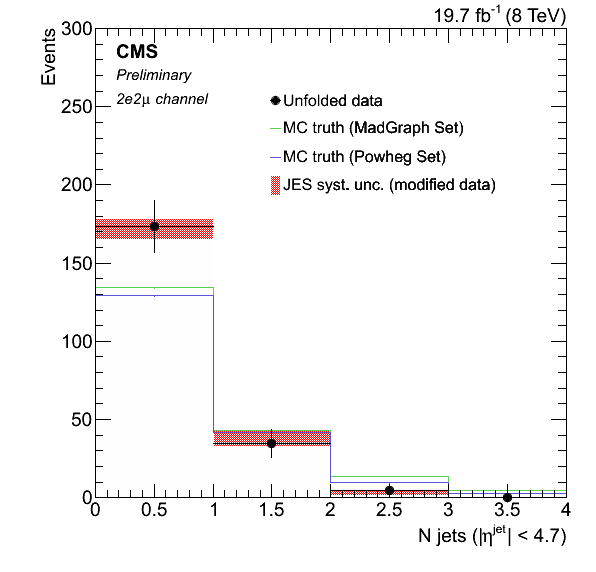 19.7 fb⁻¹ (8 TeV)
Events
CMS
Preliminary
2e2μ channel
Unfolded data
MC truth (MadGraph Set)
MC truth (Powheg Set)
JES syst. unc. (modified data)
300
250
200
150
100
50
0
0 0.5 1 1.5 2 2.5 3 3.5 4
N jets (|η^jet| < 4.7)